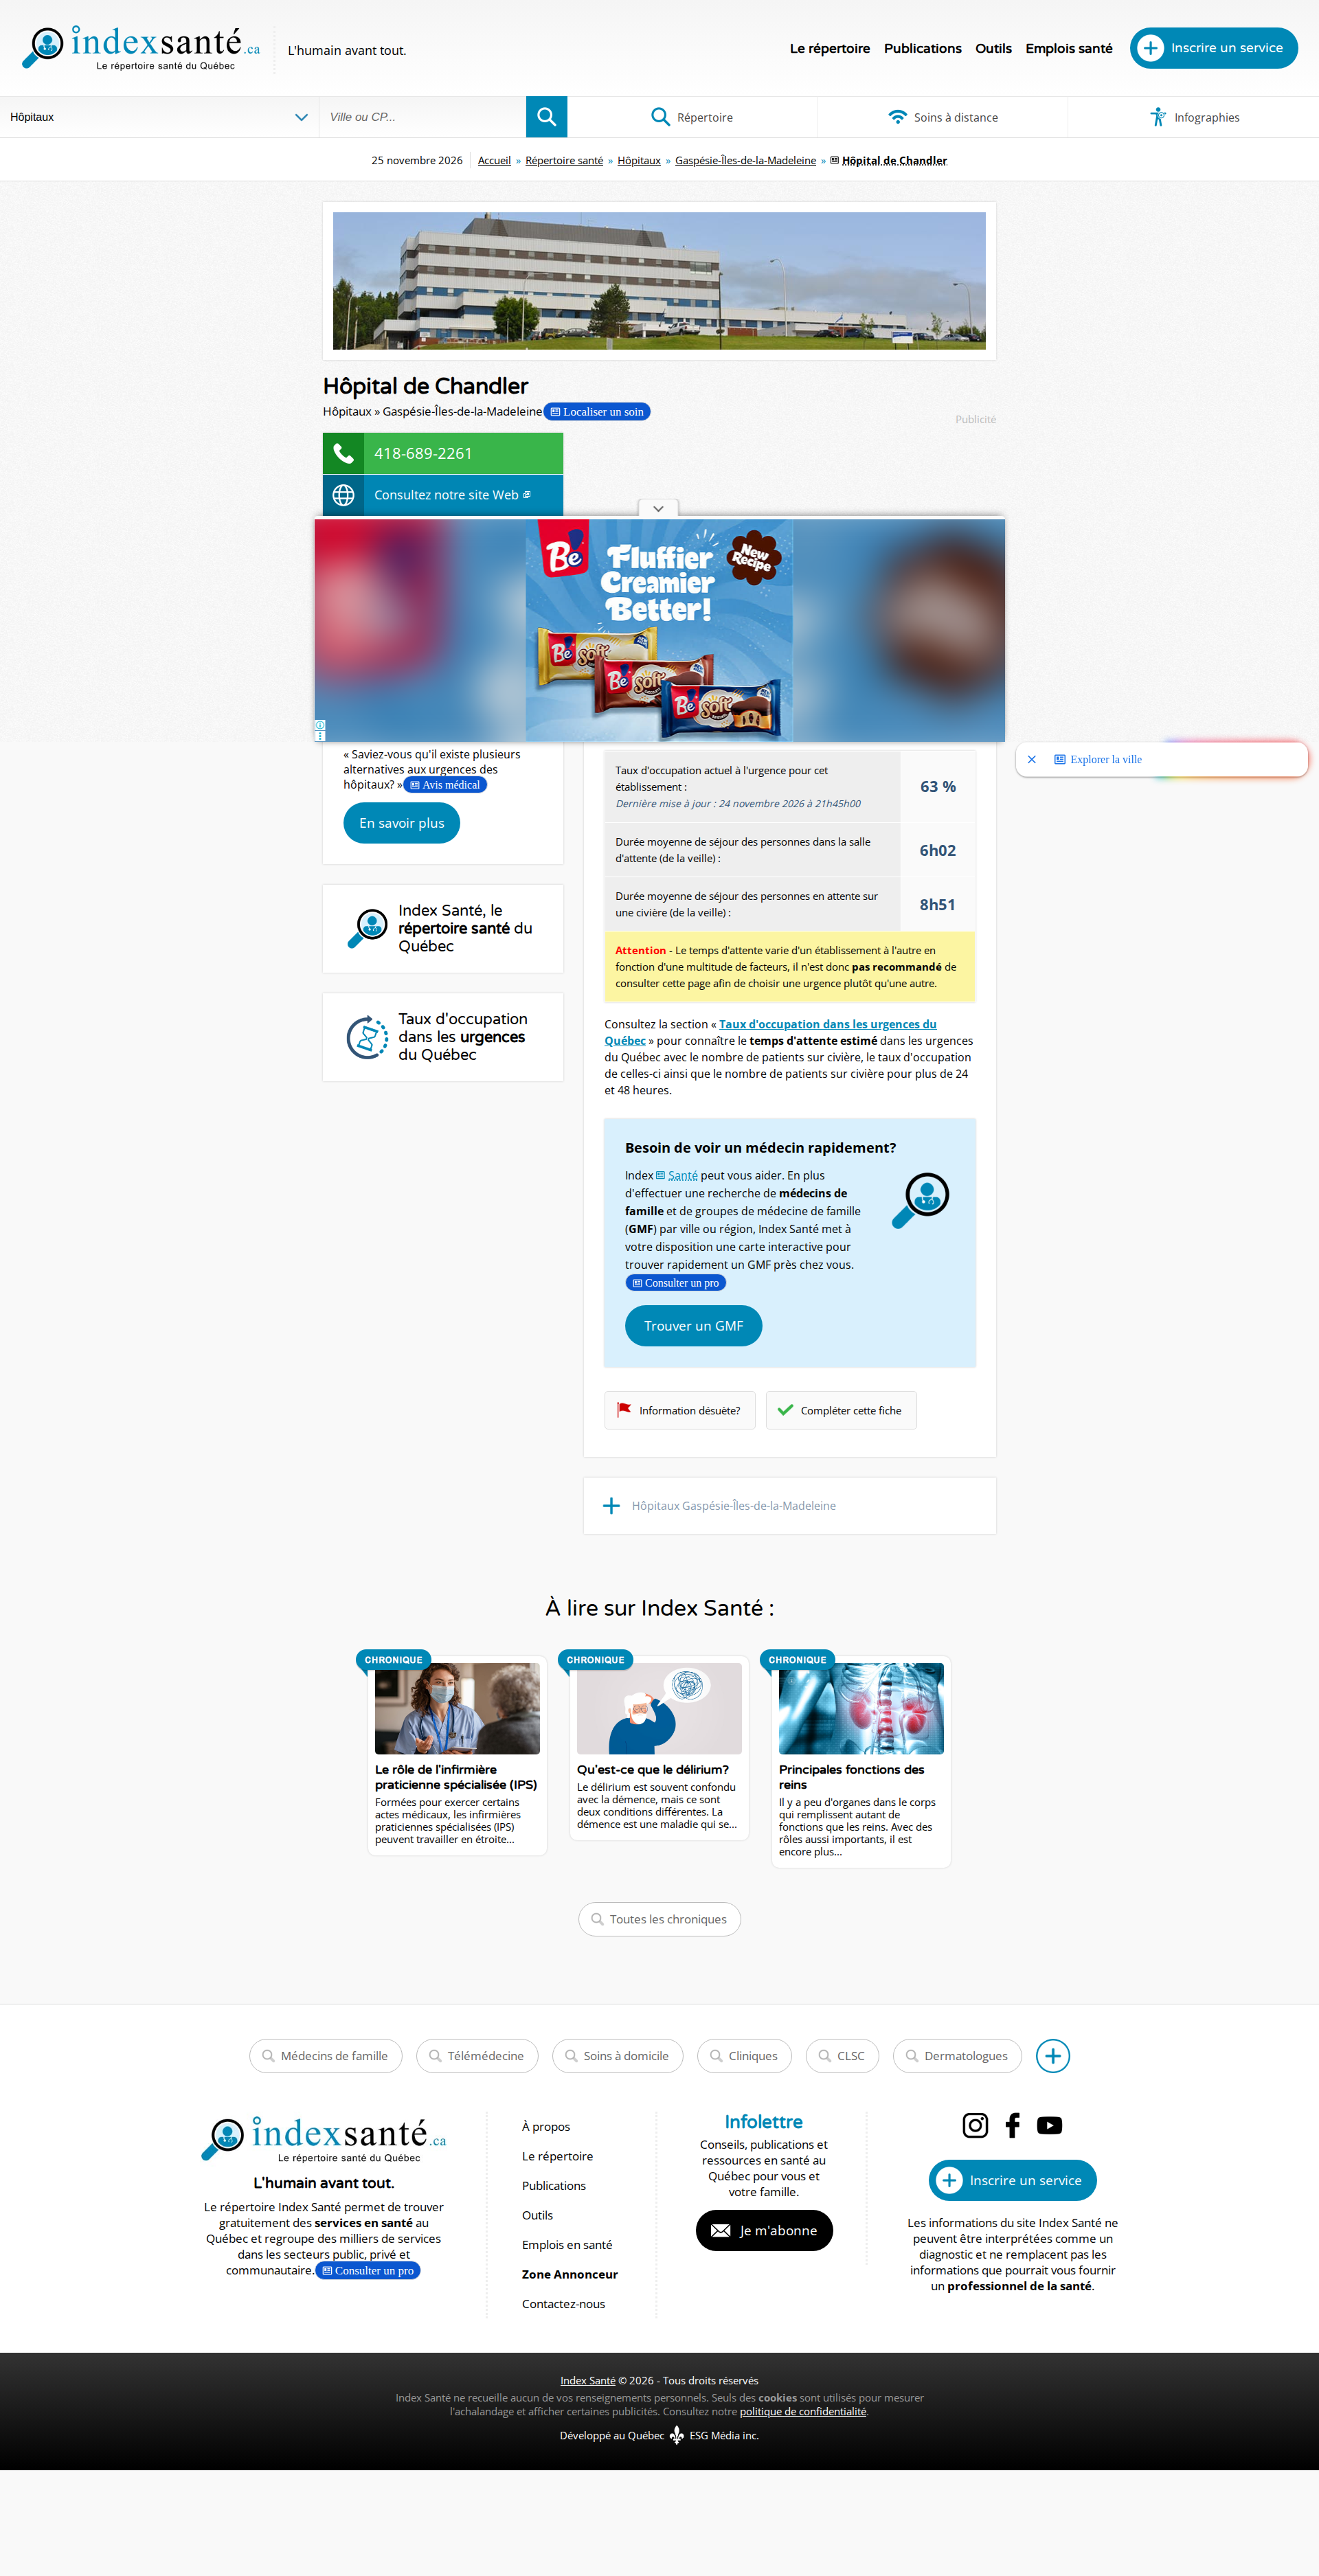 indexsanté.ca
Le répertoire santé du Québec
L'humain avant tout.
Le répertoire
Publications
Outils
Emplois santé
Inscrire un service
Hôpitaux
Ville ou CP...
Répertoire
Soins à distance
Infographies
25 novembre 2026
Accueil » Répertoire santé » Hôpitaux » Gaspésie-Îles-de-la-Madeleine » Hôpital de Chandler
Hôpital de Chandler
Hôpitaux » Gaspésie-Îles-de-la-Madeleine Localiser un soin
Publicité
418-689-2261
Consultez notre site Web
Be
Fluffier
Creamier
Better!
New
Recipe
Be Soft
Be Soft
Be Soft
« Saviez-vous qu'il existe plusieurs
alternatives aux urgences des
hôpitaux? » Avis médical
En savoir plus
Index Santé, le
répertoire santé du
Québec
Taux d'occupation
dans les urgences
du Québec
Taux d'occupation actuel à l'urgence pour cet
établissement :
Dernière mise à jour : 24 novembre 2026 à 21h45h00
63 %
Durée moyenne de séjour des personnes dans la salle
d'attente (de la veille) :
6h02
Durée moyenne de séjour des personnes en attente sur
une civière (de la veille) :
8h51
Attention - Le temps d'attente varie d'un établissement à l'autre en
fonction d'une multitude de facteurs, il n'est donc pas recommandé de
consulter cette page afin de choisir une urgence plutôt qu'une autre.
Explorer la ville
Consultez la section « Taux d'occupation dans les urgences du
Québec » pour connaître le temps d'attente estimé dans les urgences
du Québec avec le nombre de patients sur civière, le taux d'occupation
de celles-ci ainsi que le nombre de patients sur civière pour plus de 24
et 48 heures.
Besoin de voir un médecin rapidement?
Index Santé peut vous aider. En plus
d'effectuer une recherche de médecins de
famille et de groupes de médecine de famille
(GMF) par ville ou région, Index Santé met à
votre disposition une carte interactive pour
trouver rapidement un GMF près chez vous.
Consulter un pro
Trouver un GMF
Information désuète?
Compléter cette fiche
Hôpitaux Gaspésie-Îles-de-la-Madeleine
À lire sur Index Santé :
CHRONIQUE
Le rôle de l'infirmière
praticienne spécialisée (IPS)
Formées pour exercer certains
actes médicaux, les infirmières
praticiennes spécialisées (IPS)
peuvent travailler en étroite...
CHRONIQUE
Qu'est-ce que le délirium?
Le délirium est souvent confondu
avec la démence, mais ce sont
deux conditions différentes. La
démence est une maladie qui se...
CHRONIQUE
Principales fonctions des
reins
Il y a peu d'organes dans le corps
qui remplissent autant de
fonctions que les reins. Avec des
rôles aussi importants, il est
encore plus...
Toutes les chroniques
Médecins de famille
Télémédecine
Soins à domicile
Cliniques
CLSC
Dermatologues
indexsanté.ca
Le répertoire santé du Québec
L'humain avant tout.
Le répertoire Index Santé permet de trouver
gratuitement des services en santé au
Québec et regroupe des milliers de services
dans les secteurs public, privé et
communautaire. Consulter un pro
À propos
Le répertoire
Publications
Outils
Emplois en santé
Zone Annonceur
Contactez-nous
Infolettre
Conseils, publications et
ressources en santé au
Québec pour vous et
votre famille.
Je m'abonne
Inscrire un service
Les informations du site Index Santé ne
peuvent être interprétées comme un
diagnostic et ne remplacent pas les
informations que pourrait vous fournir
un professionnel de la santé.
Index Santé © 2026 - Tous droits réservés
Index Santé ne recueille aucun de vos renseignements personnels. Seuls des cookies sont utilisés pour mesurer
l'achalandage et afficher certaines publicités. Consultez notre politique de confidentialité.
Développé au Québec ESG Média inc.